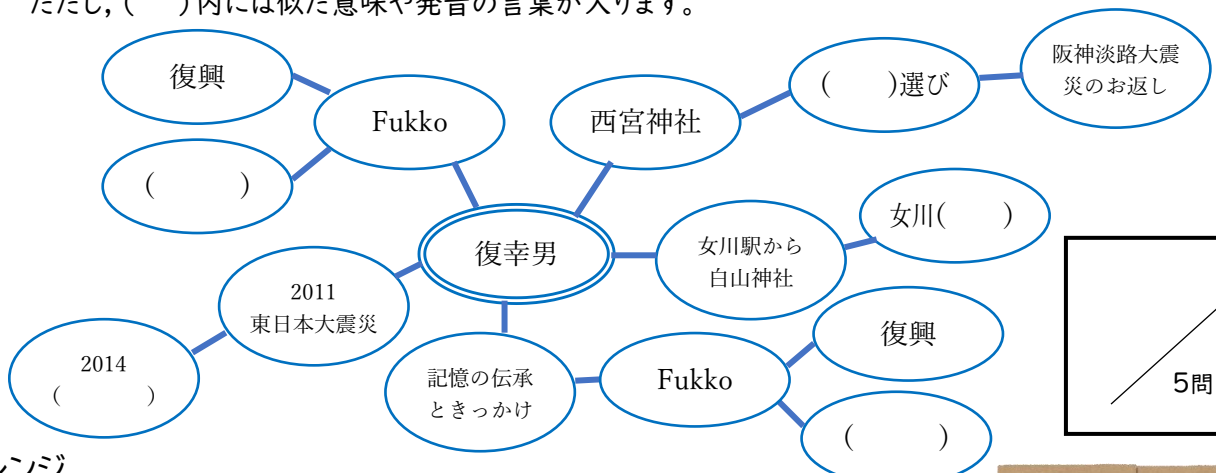 ただし，（　）内には似た意味や発音の言葉が入ります。
復興
Fukko
(　　)
西宮神社
(　)選び
阪神淡路大震
災のお返し
復幸男
女川駅から
白山神社
女川(　)
2011
東日本大震災
2014
(　　)
記憶の伝承
ときっかけ
Fukko
復興
(　　)
5問
レンジ